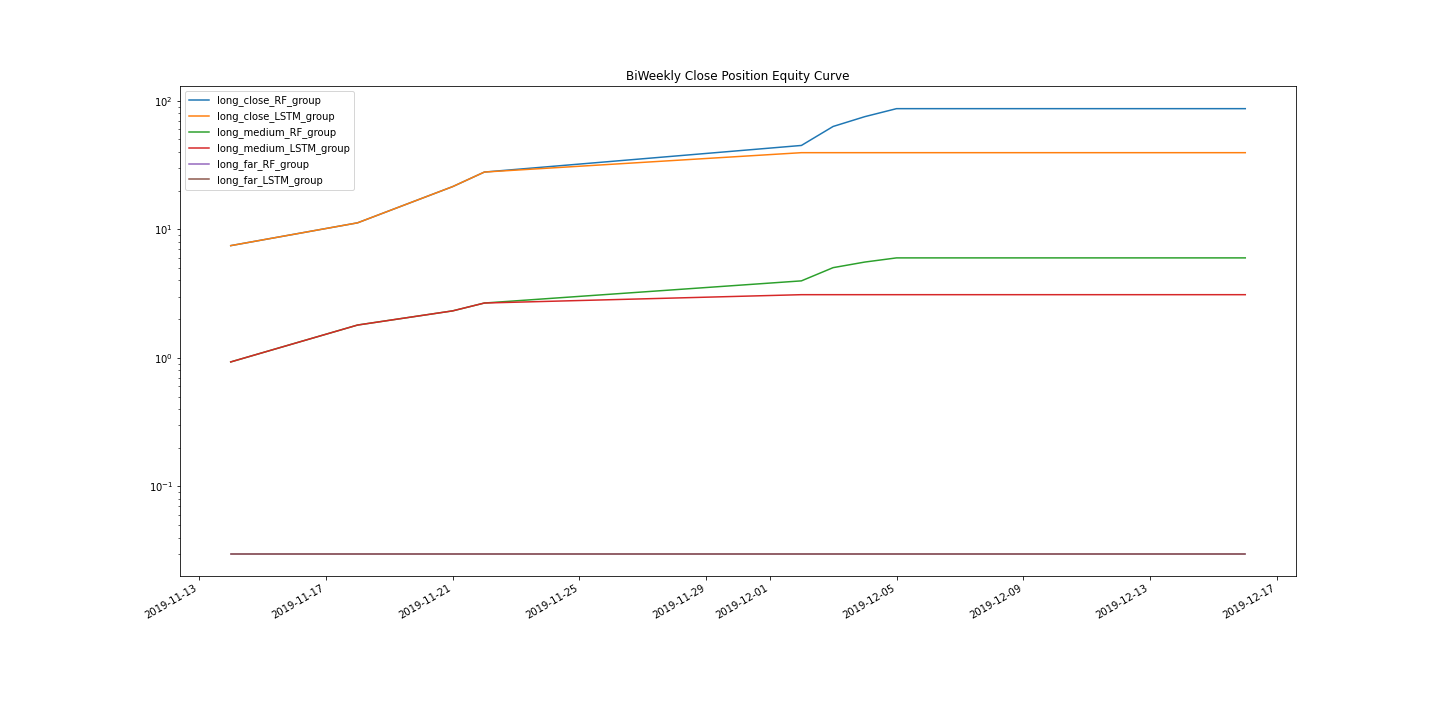 BiWeekly Close Position Equity Curve
long_close_RF_group
long_close_LSTM_group
long_medium_RF_group
long_medium_LSTM_group
long_far_RF_group
long_far_LSTM_group
10²
10¹
10⁰
10⁻¹
2019-11-13
2019-11-17
2019-11-21
2019-11-25
2019-11-29
2019-12-01
2019-12-05
2019-12-09
2019-12-13
2019-12-17